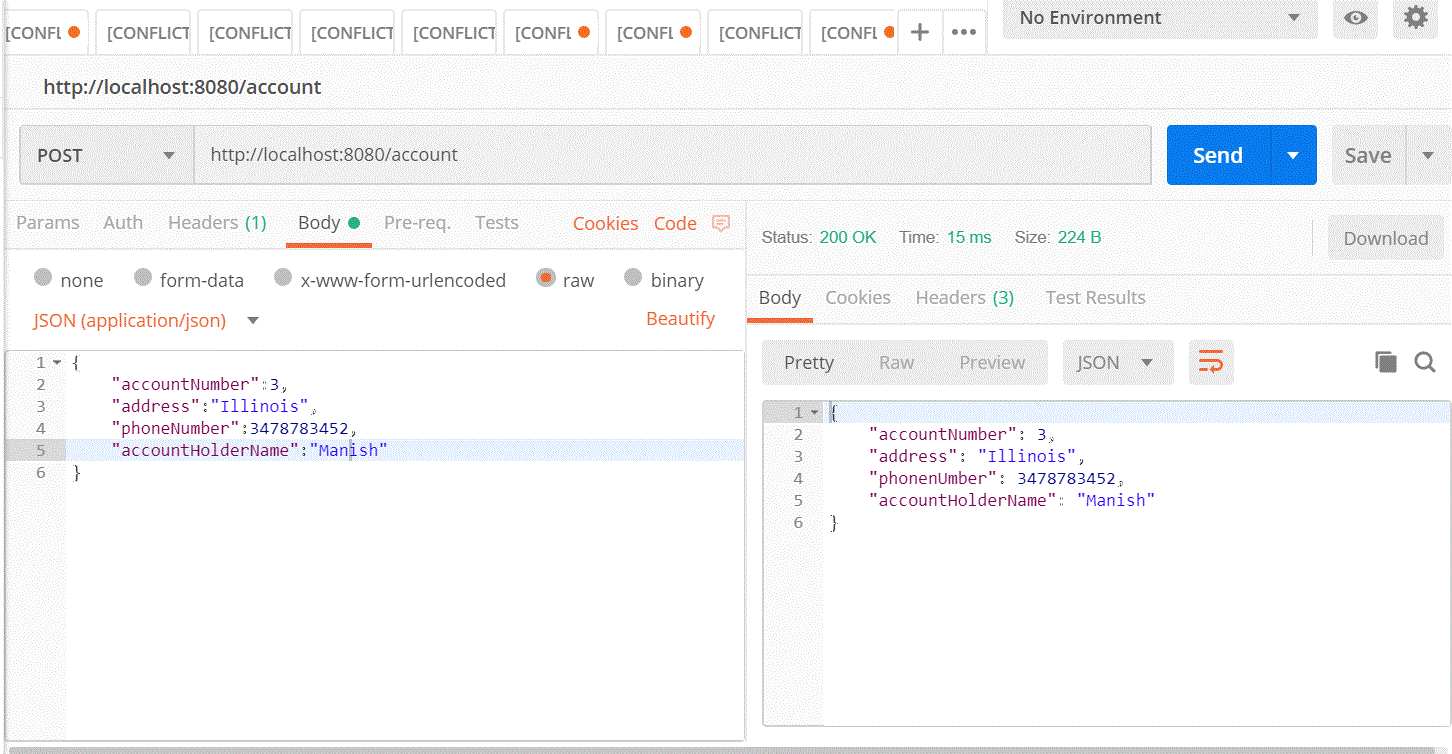 [CONFL [CONFLICT [CONFLICT [CONFLICT [CONFLICT [CONFL [CONFL [CONFLICT [CONFL + ••• No Environment
http://localhost:8080/account
POST http://localhost:8080/account Send Save
Params Auth Headers (1) Body Pre-req. Tests Cookies Code
none form-data x-www-form-urlencoded raw binary
JSON (application/json) Beautify
1 {
2 "accountNumber":3,
3 "address":"Illinois",
4 "phoneNumber":3478783452,
5 "accountHolderName":"Manish"
6 }
Status: 200 OK Time: 15 ms Size: 224 B Download
Body Cookies Headers (3) Test Results
Pretty Raw Preview JSON
1 {
2 "accountNumber": 3,
3 "address": "Illinois",
4 "phonenUmber": 3478783452,
5 "accountHolderName": "Manish"
6 }